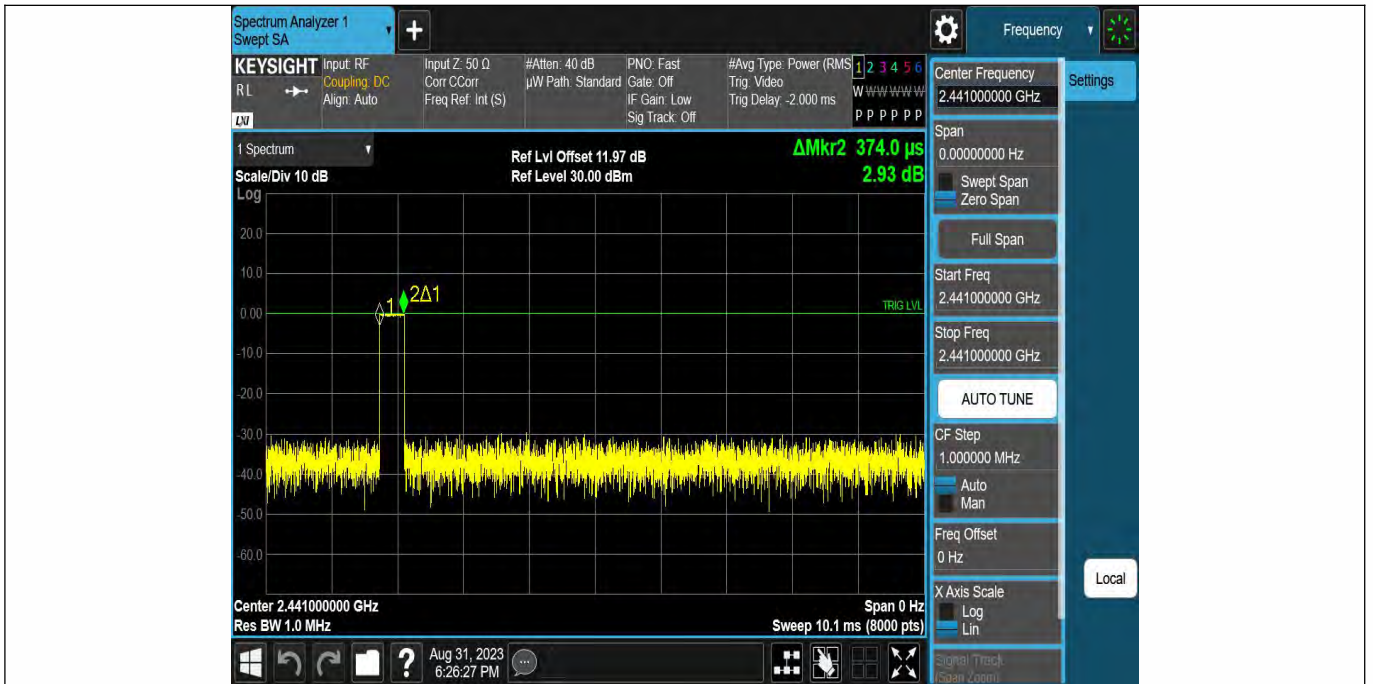 Spectrum Analyzer 1
Swept SA
+
Frequency
KEYSIGHT
RL
LXI
Input: RF
Coupling: DC
Align: Auto
Input Z: 50 Ω
Corr CCorr
Freq Ref: Int (S)
#Atten: 40 dB
µW Path: Standard
PNO: Fast
Gate: Off
IF Gain: Low
Sig Track: Off
#Avg Type: Power (RMS
Trig: Video
Trig Delay: -2.000 ms
1 2 3 4 5 6
W W W W W W
P P P P P P
1 Spectrum
Scale/Div 10 dB
Log
Ref Lvl Offset 11.97 dB
Ref Level 30.00 dBm
ΔMkr2 374.0 µs
2.93 dB
20.0
10.0
0.00
-10.0
-20.0
-30.0
-40.0
-50.0
-60.0
1
2Δ1
TRIG LVL
Center 2.441000000 GHz
Res BW 1.0 MHz
Span 0 Hz
Sweep 10.1 ms (8000 pts)
Center Frequency
2.441000000 GHz
Settings
Span
0.00000000 Hz
Swept Span
Zero Span
Full Span
Start Freq
2.441000000 GHz
Stop Freq
2.441000000 GHz
AUTO TUNE
CF Step
1.000000 MHz
Auto
Man
Freq Offset
0 Hz
X Axis Scale
Log
Lin
Signal Track
(Span Zoom)
Local
?
Aug 31, 2023
6:26:27 PM